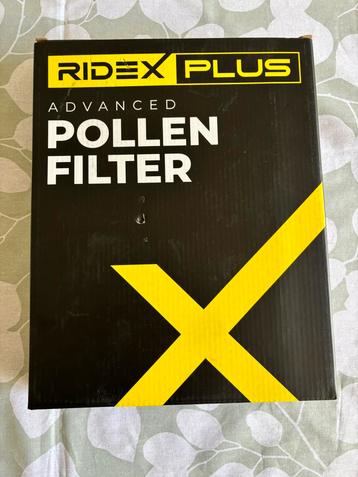 RIDEX PLUS
ADVANCED
POLLEN
FILTER